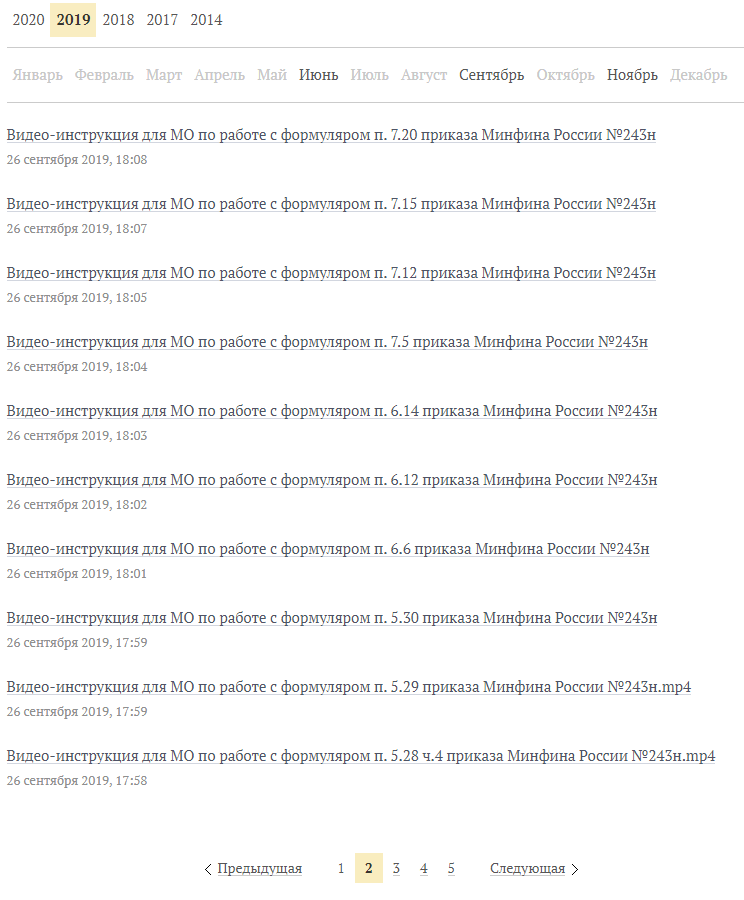 2020 2019 2018 2017 2014
Январь Февраль Март Апрель Май Июнь Июль Август Сентябрь Октябрь Ноябрь Декабрь
Видео-инструкция для МО по работе с формуляром п. 7.20 приказа Минфина России №243н
26 сентября 2019, 18:08
Видео-инструкция для МО по работе с формуляром п. 7.15 приказа Минфина России №243н
26 сентября 2019, 18:07
Видео-инструкция для МО по работе с формуляром п. 7.12 приказа Минфина России №243н
26 сентября 2019, 18:05
Видео-инструкция для МО по работе с формуляром п. 7.5 приказа Минфина России №243н
26 сентября 2019, 18:04
Видео-инструкция для МО по работе с формуляром п. 6.14 приказа Минфина России №243н
26 сентября 2019, 18:03
Видео-инструкция для МО по работе с формуляром п. 6.12 приказа Минфина России №243н
26 сентября 2019, 18:02
Видео-инструкция для МО по работе с формуляром п. 6.6 приказа Минфина России №243н
26 сентября 2019, 18:01
Видео-инструкция для МО по работе с формуляром п. 5.30 приказа Минфина России №243н
26 сентября 2019, 17:59
Видео-инструкция для МО по работе с формуляром п. 5.29 приказа Минфина России №243н.mp4
26 сентября 2019, 17:59
Видео-инструкция для МО по работе с формуляром п. 5.28 ч.4 приказа Минфина России №243н.mp4
26 сентября 2019, 17:58
Предыдущая 1 2 3 4 5 Следующая